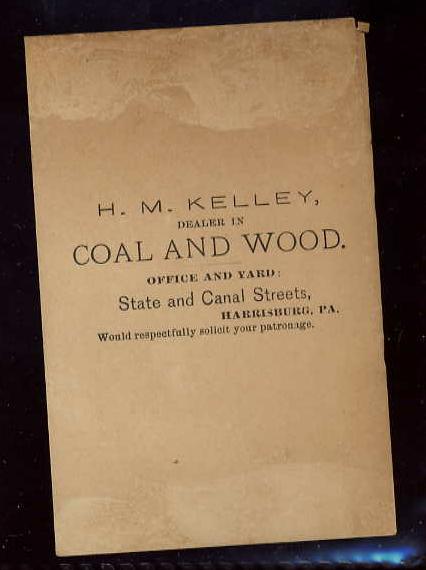 H. M. KELLEY,
DEALER IN
COAL AND WOOD.
OFFICE AND YARD:
State and Canal Streets,
HARRISBURG, PA.
Would respectfully solicit your patronage.